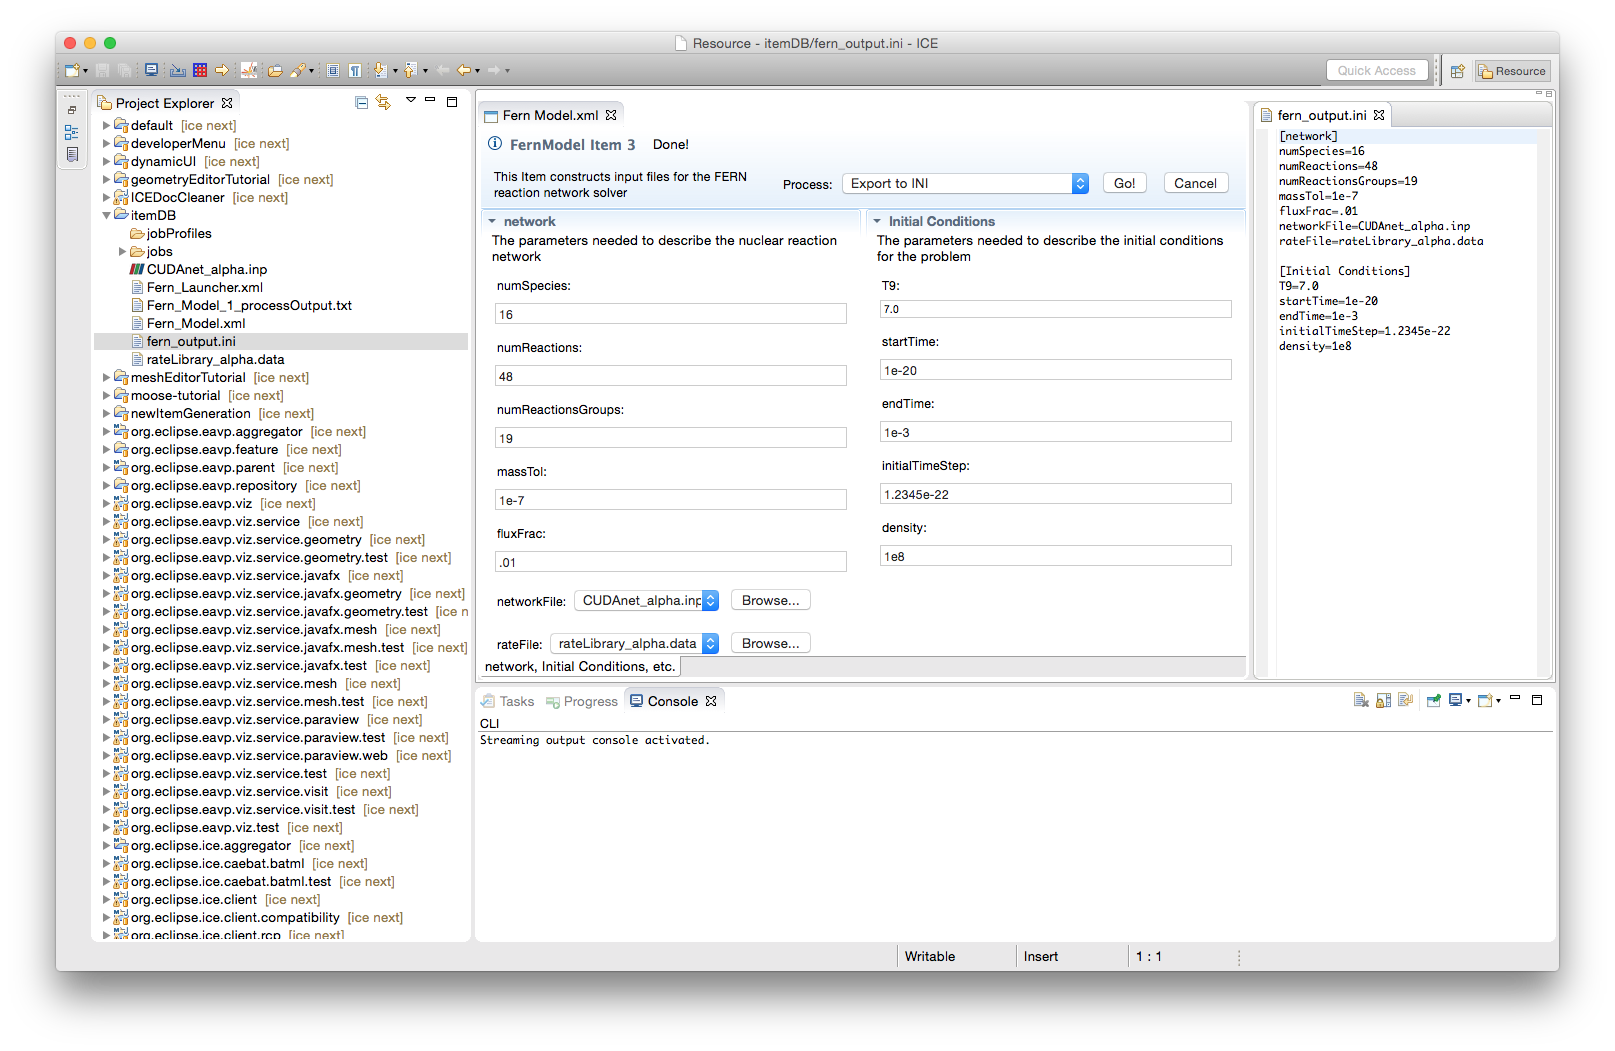 Resource - itemDB/fern_output.ini - ICE
Quick Access
Resource
Project Explorer
default [ice next]
developerMenu [ice next]
dynamicUI [ice next]
geometryEditorTutorial [ice next]
ICEDocCleaner [ice next]
itemDB
jobProfiles
jobs
CUDAnet_alpha.inp
Fern_Launcher.xml
Fern_Model_1_processOutput.txt
Fern_Model.xml
fern_output.ini
rateLibrary_alpha.data
meshEditorTutorial [ice next]
moose-tutorial [ice next]
newItemGeneration [ice next]
org.eclipse.eavp.aggregator [ice next]
org.eclipse.eavp.feature [ice next]
org.eclipse.eavp.parent [ice next]
org.eclipse.eavp.repository [ice next]
org.eclipse.eavp.viz [ice next]
org.eclipse.eavp.viz.service [ice next]
org.eclipse.eavp.viz.service.geometry [ice next]
org.eclipse.eavp.viz.service.geometry.test [ice next]
org.eclipse.eavp.viz.service.javafx [ice next]
org.eclipse.eavp.viz.service.javafx.geometry [ice next]
org.eclipse.eavp.viz.service.javafx.geometry.test [ice n
org.eclipse.eavp.viz.service.javafx.mesh [ice next]
org.eclipse.eavp.viz.service.javafx.mesh.test [ice next]
org.eclipse.eavp.viz.service.javafx.test [ice next]
org.eclipse.eavp.viz.service.mesh [ice next]
org.eclipse.eavp.viz.service.mesh.test [ice next]
org.eclipse.eavp.viz.service.paraview [ice next]
org.eclipse.eavp.viz.service.paraview.test [ice next]
org.eclipse.eavp.viz.service.paraview.web [ice next]
org.eclipse.eavp.viz.service.test [ice next]
org.eclipse.eavp.viz.service.visit [ice next]
org.eclipse.eavp.viz.service.visit.test [ice next]
org.eclipse.eavp.viz.test [ice next]
org.eclipse.ice.aggregator [ice next]
org.eclipse.ice.caebat.batml [ice next]
org.eclipse.ice.caebat.batml.test [ice next]
org.eclipse.ice.client [ice next]
org.eclipse.ice.client.compatibility [ice next]
org.eclipse.ice.client.rcp [ice next]
Fern Model.xml
FernModel Item 3 Done!
This Item constructs input files for the FERN
reaction network solver
Process: Export to INI Go! Cancel
network
The parameters needed to describe the nuclear reaction
network
numSpecies:
16
numReactions:
48
numReactionsGroups:
19
massTol:
1e-7
fluxFrac:
.01
networkFile: CUDAnet_alpha.inp Browse...
rateFile: rateLibrary_alpha.data Browse...
Initial Conditions
The parameters needed to describe the initial conditions
for the problem
T9:
7.0
startTime:
1e-20
endTime:
1e-3
initialTimeStep:
1.2345e-22
density:
1e8
network, Initial Conditions, etc.
fern_output.ini
[network]
numSpecies=16
numReactions=48
numReactionsGroups=19
massTol=1e-7
fluxFrac=.01
networkFile=CUDAnet_alpha.inp
rateFile=rateLibrary_alpha.data
[Initial Conditions]
T9=7.0
startTime=1e-20
endTime=1e-3
initialTimeStep=1.2345e-22
density=1e8
Tasks Progress Console
CLI
Streaming output console activated.
Writable Insert 1 : 1